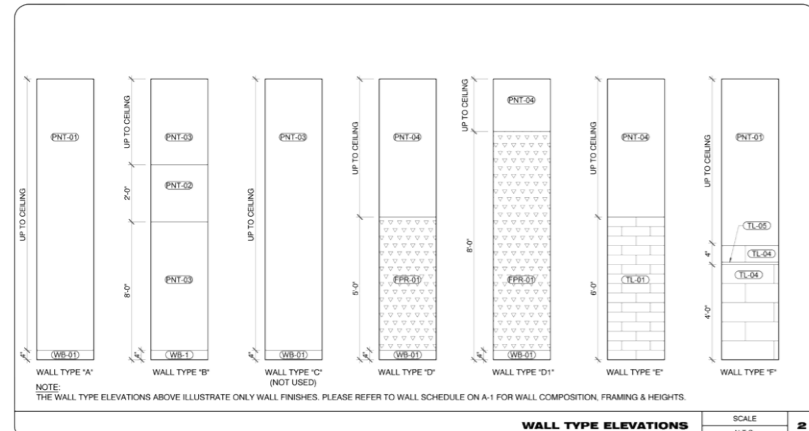 UP TO CEILING
PNT-01
4"
WB-01
WALL TYPE "A"
UP TO CEILING
PNT-03
2'-0"
PNT-02
8'-0"
PNT-03
4"
WB-1
WALL TYPE "B"
UP TO CEILING
PNT-03
4"
WB-01
WALL TYPE "C"
(NOT USED)
UP TO CEILING
PNT-04
5'-0"
FPR-01
4"
WB-01
WALL TYPE "D"
UP TO CEILING
PNT-04
8'-0"
FPR-01
4"
WB-01
WALL TYPE "D1"
UP TO CEILING
PNT-04
6'-0"
TL-01
WALL TYPE "E"
UP TO CEILING
PNT-01
TL-05
4"
TL-04
TL-04
4'-0"
WALL TYPE "F"
NOTE:
THE WALL TYPE ELEVATIONS ABOVE ILLUSTRATE ONLY WALL FINISHES. PLEASE REFER TO WALL SCHEDULE ON A-1 FOR WALL COMPOSITION, FRAMING & HEIGHTS.
WALL TYPE ELEVATIONS
SCALE
2